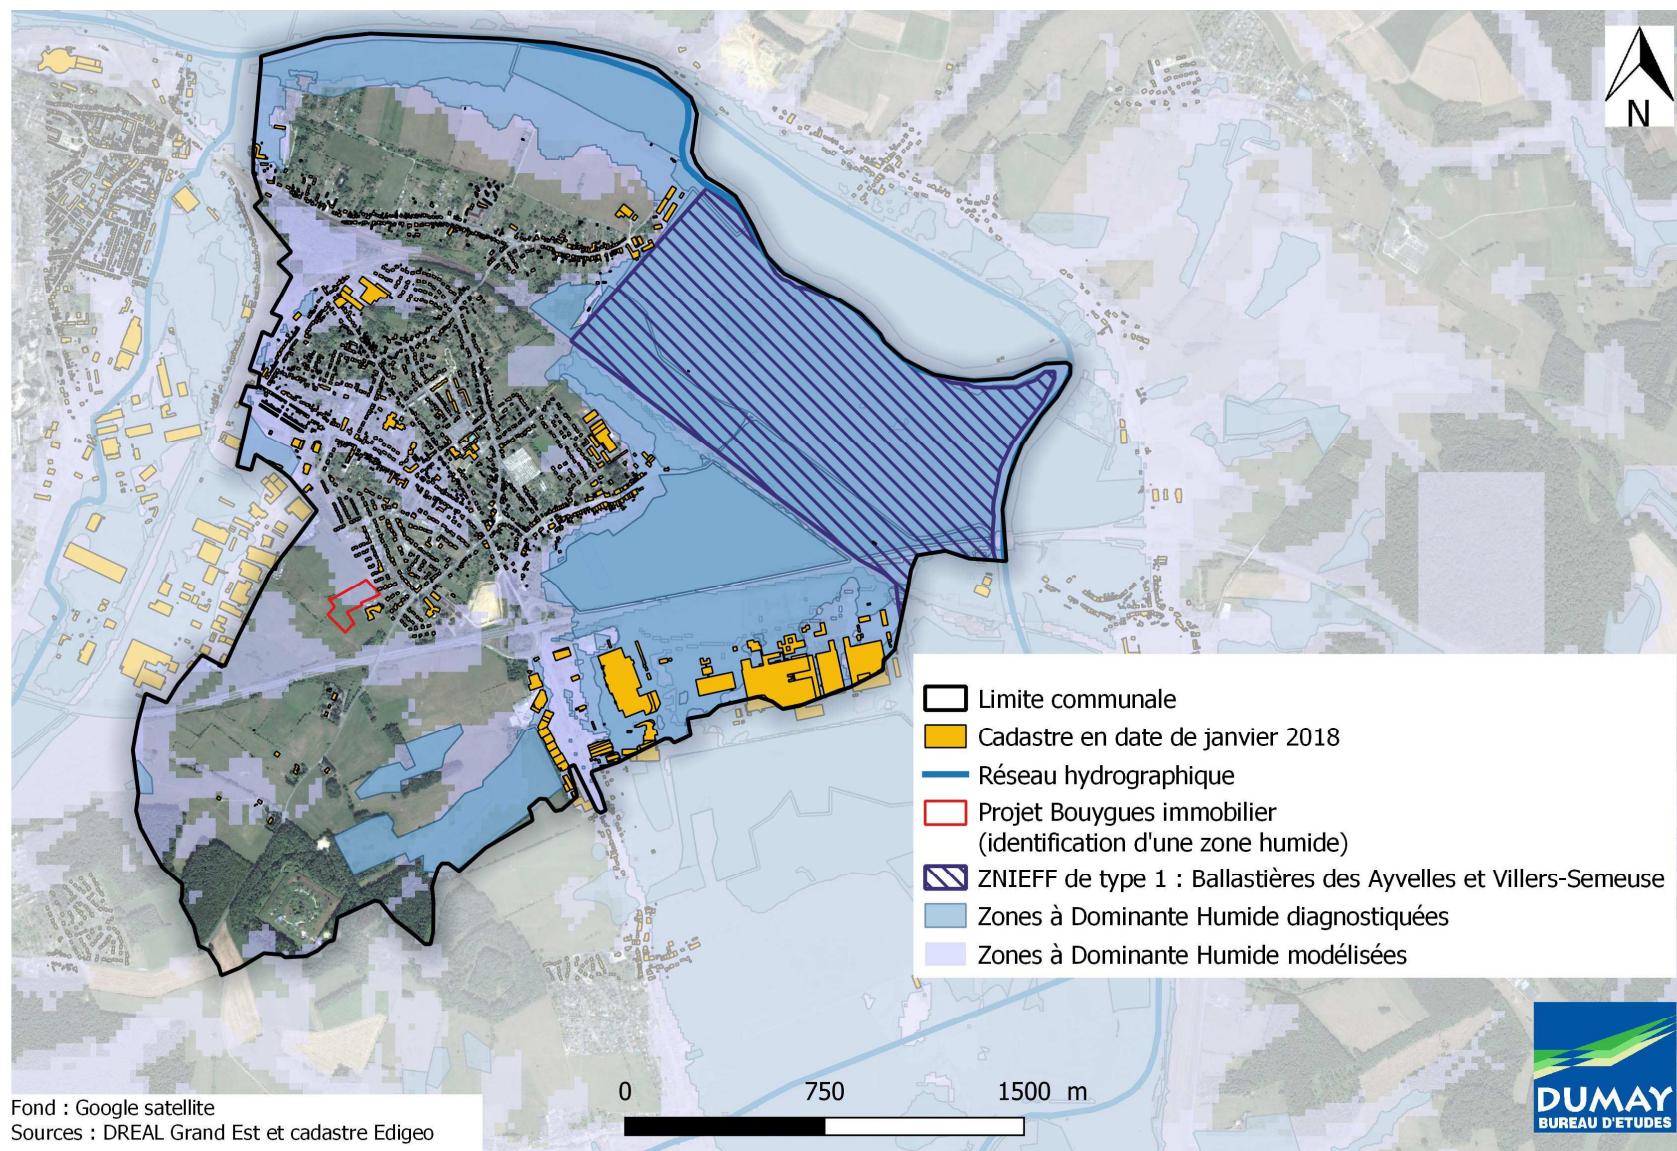 N
Limite communale
Cadastre en date de janvier 2018
Réseau hydrographique
Projet Bouygues immobilier
(identification d'une zone humide)
ZNIEFF de type 1 : Ballastières des Ayvelles et Villers-Semeuse
Zones à Dominante Humide diagnostiquées
Zones à Dominante Humide modélisées
0 750 1500 m
Fond : Google satellite
Sources : DREAL Grand Est et cadastre Edigeo
DUMAY
BUREAU D'ETUDES